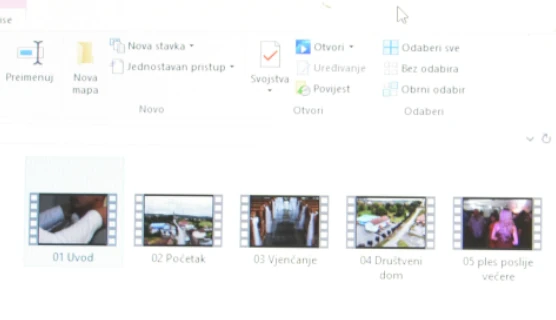 ise
Preimenuj
Nova
mapa
Nova stavka
Jednostavan pristup
Novo
Svojstva
Otvori
Uređivanje
Povijest
Otvori
Odaberi sve
Bez odabira
Obrni odabir
Odaberi
01 Uvod
02 Početak
03 Vjenčanje
04 Društveni
dom
05 ples poslije
večere